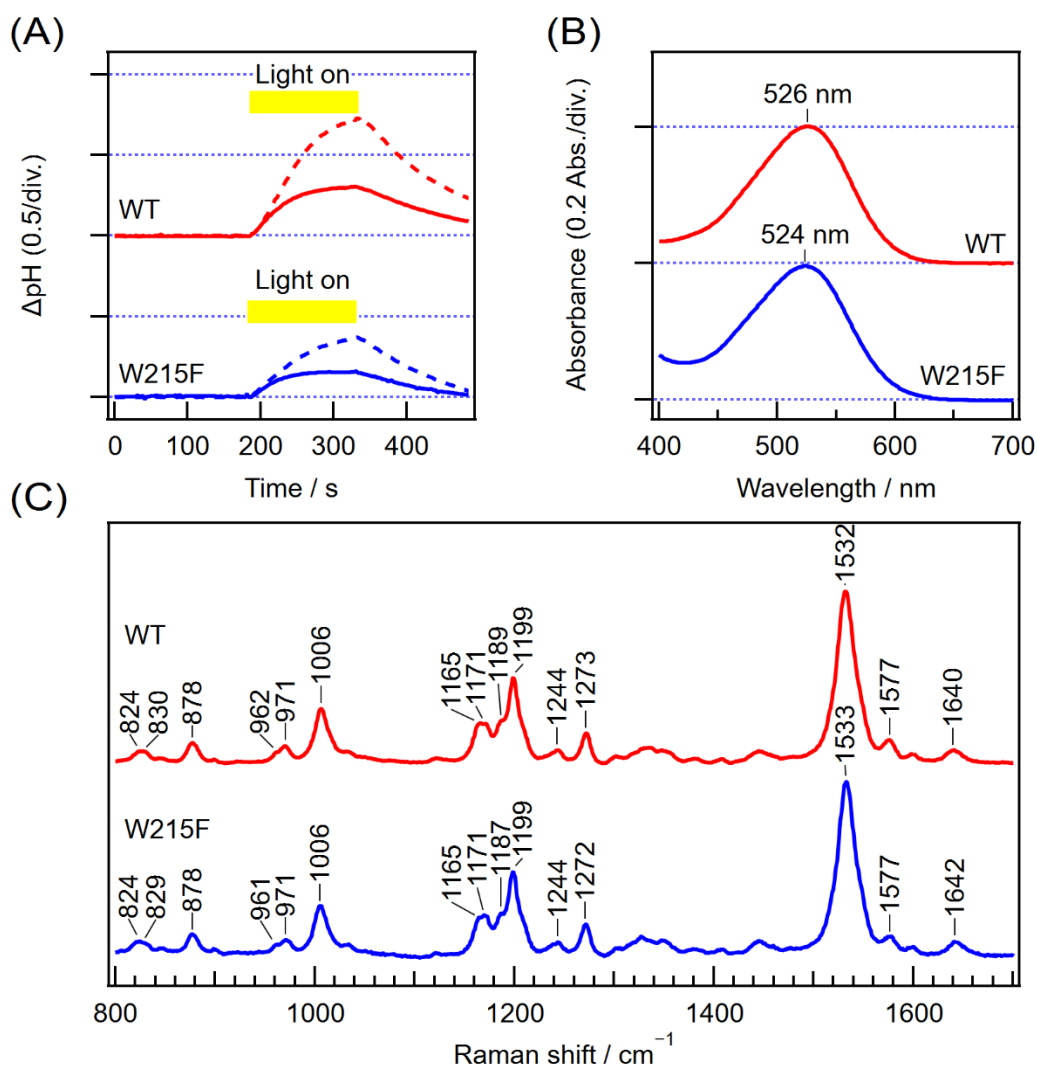 (A)
Light on
WT
Light on
W215F
ΔpH (0.5/div.)
0 100 200 300 400
Time / s
(B)
526 nm
WT
524 nm
W215F
Absorbance (0.2 Abs./div.)
400 500 600 700
Wavelength / nm
(C)
WT
824 830 878 962 971 1006 1165 1171 1189 1199 1244 1273 1532 1577 1640
W215F
824 829 878 961 971 1006 1165 1171 1187 1199 1244 1272 1533 1577 1642
800 1000 1200 1400 1600
Raman shift / cm⁻¹